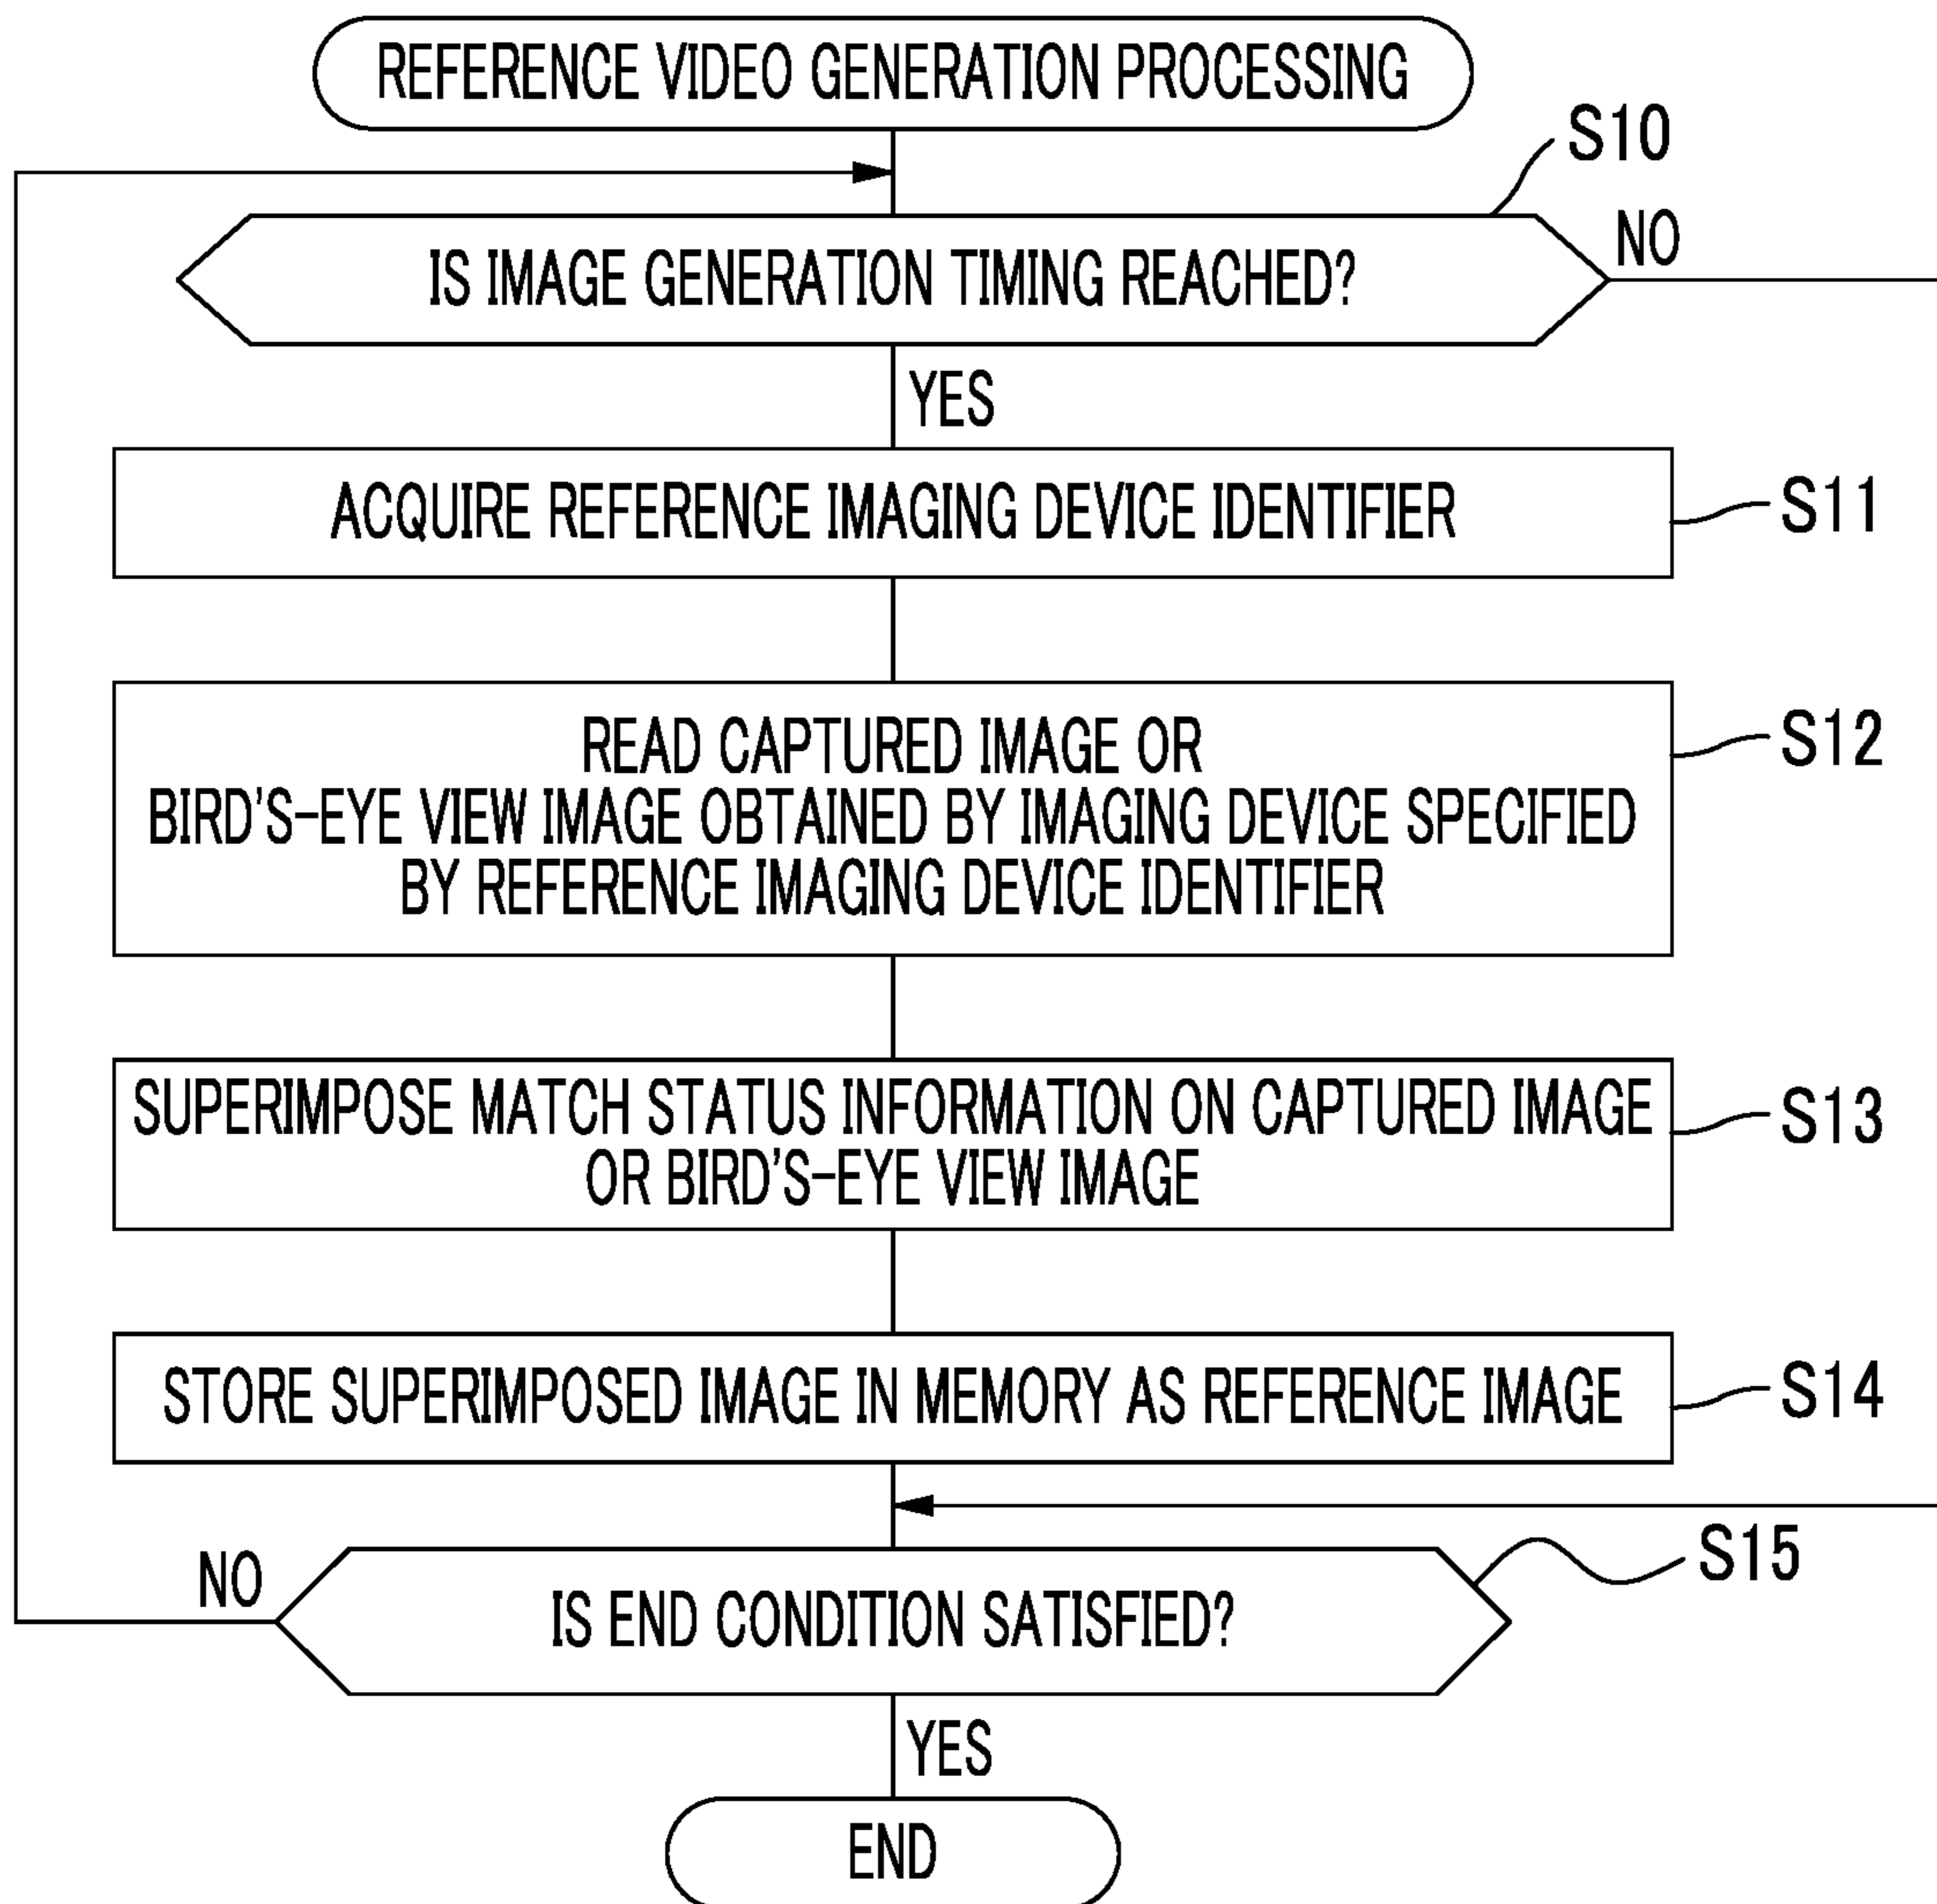 REFERENCE VIDEO GENERATION PROCESSING
S10
IS IMAGE GENERATION TIMING REACHED?
NO
YES
ACQUIRE REFERENCE IMAGING DEVICE IDENTIFIER
S11
READ CAPTURED IMAGE OR
BIRD'S-EYE VIEW IMAGE OBTAINED BY IMAGING DEVICE SPECIFIED
BY REFERENCE IMAGING DEVICE IDENTIFIER
S12
SUPERIMPOSE MATCH STATUS INFORMATION ON CAPTURED IMAGE
OR BIRD'S-EYE VIEW IMAGE
S13
STORE SUPERIMPOSED IMAGE IN MEMORY AS REFERENCE IMAGE
S14
NO
IS END CONDITION SATISFIED?
S15
YES
END